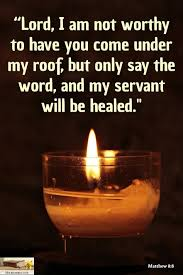 “Lord, I am not worthy
to have you come under
my roof, but only say the
word, and my servant
will be healed."
Matthew 8:8